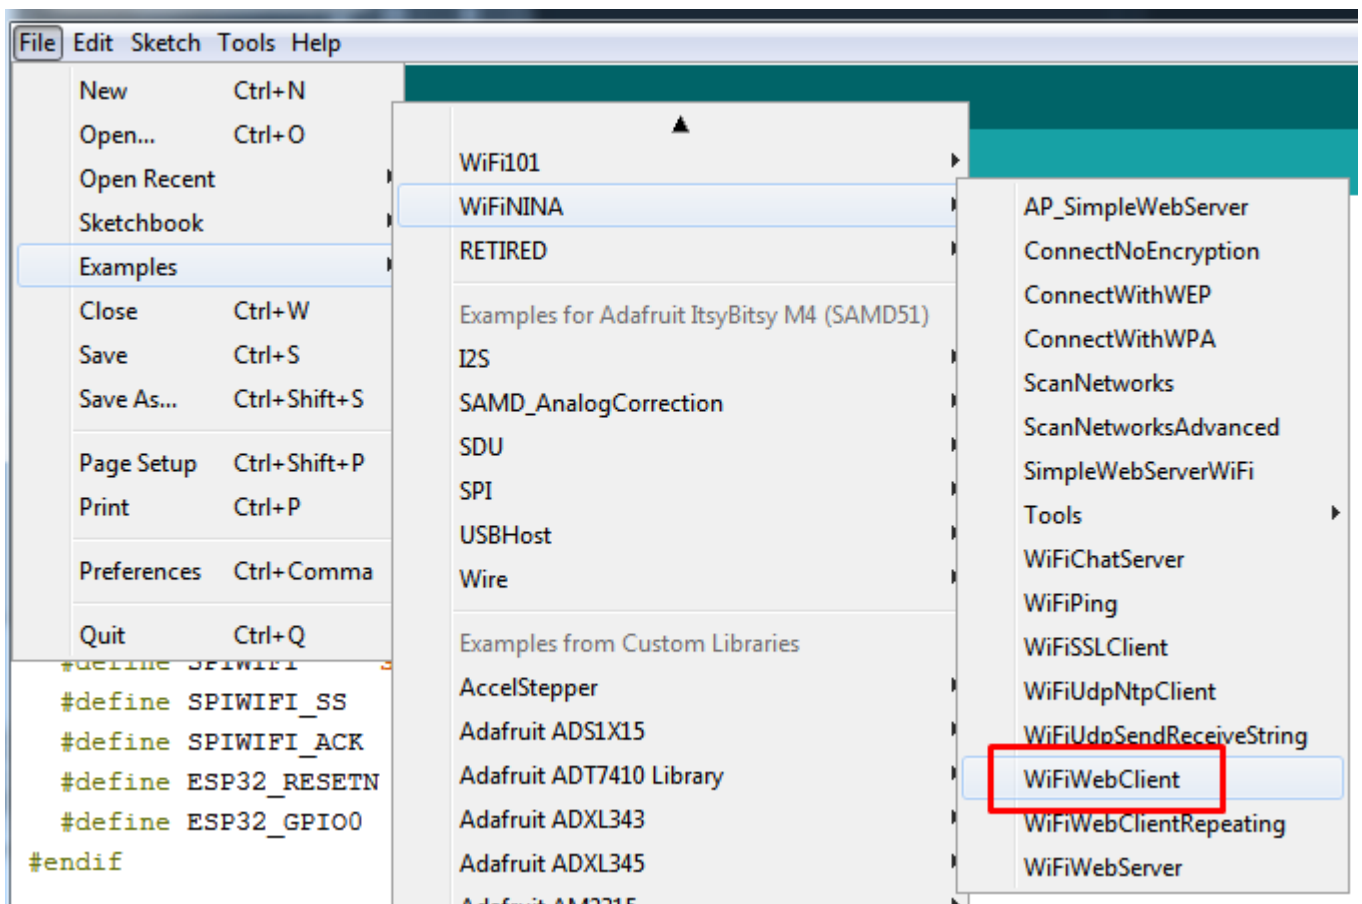 File Edit Sketch Tools Help
New Ctrl+N
Open... Ctrl+O
Open Recent
Sketchbook
Examples
Close Ctrl+W
Save Ctrl+S
Save As... Ctrl+Shift+S
Page Setup Ctrl+Shift+P
Print Ctrl+P
Preferences Ctrl+Comma
Quit Ctrl+Q
#define SPIWIFI
#define SPIWIFI_SS
#define SPIWIFI_ACK
#define ESP32_RESETN
#define ESP32_GPIO0
#endif
WiFi101
WiFiNINA
RETIRED
Examples for Adafruit ItsyBitsy M4 (SAMD51)
I2S
SAMD_AnalogCorrection
SDU
SPI
USBHost
Wire
Examples from Custom Libraries
AccelStepper
Adafruit ADS1X15
Adafruit ADT7410 Library
Adafruit ADXL343
Adafruit ADXL345
Adafruit AM2315
AP_SimpleWebServer
ConnectNoEncryption
ConnectWithWEP
ConnectWithWPA
ScanNetworks
ScanNetworksAdvanced
SimpleWebServerWiFi
Tools
WiFiChatServer
WiFiPing
WiFiSSLClient
WiFiUdpNtpClient
WiFiUdpSendReceiveString
WiFiWebClient
WiFiWebClientRepeating
WiFiWebServer